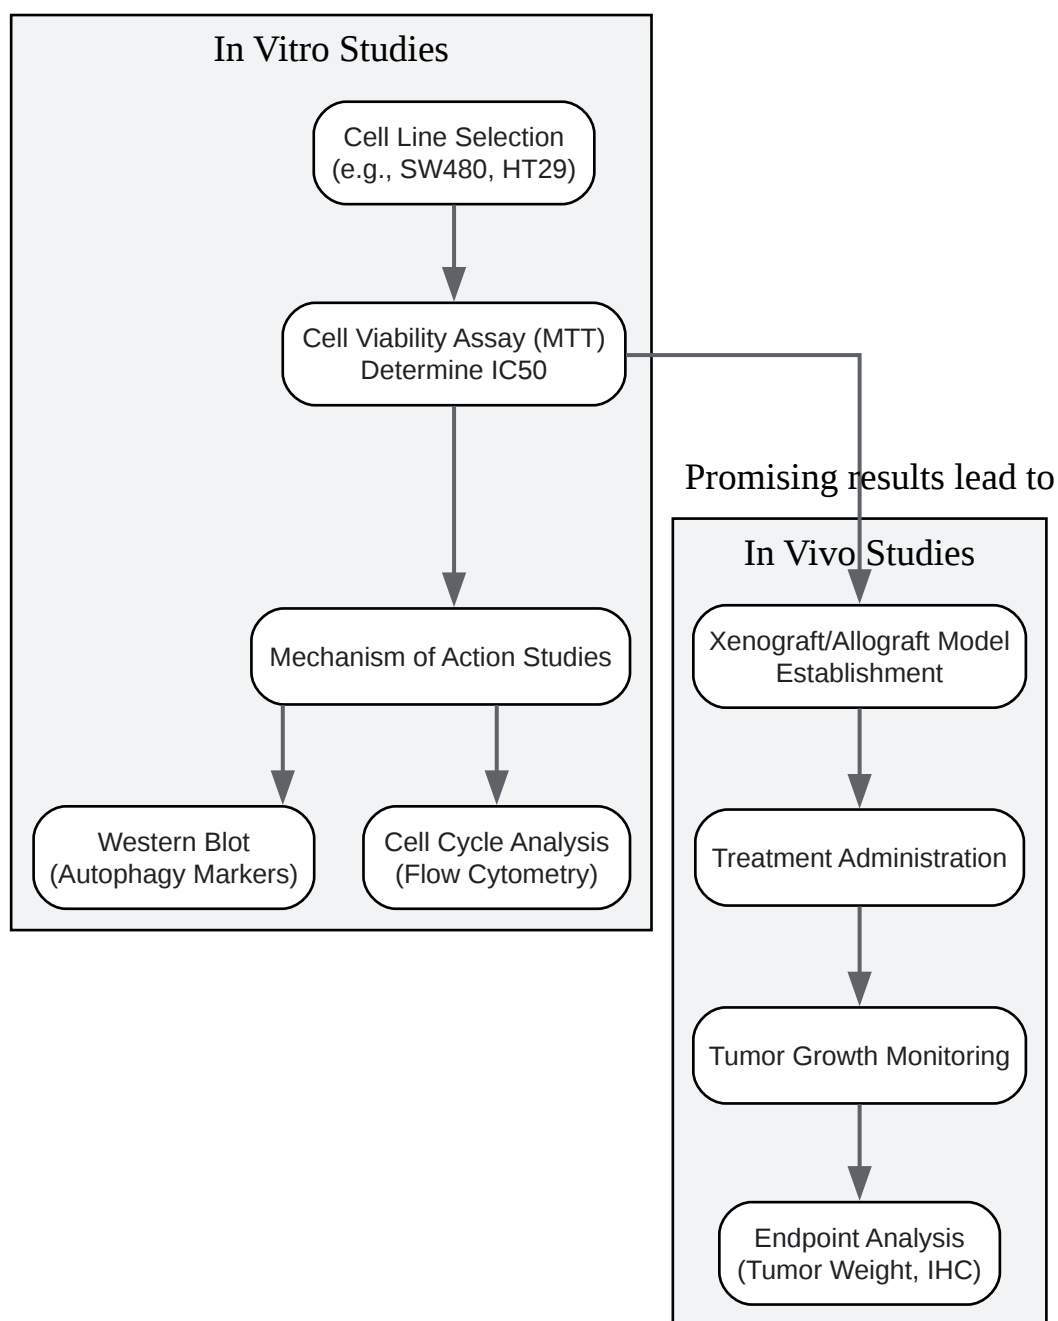 In Vitro Studies
Cell Line Selection
(e.g., SW480, HT29)
Cell Viability Assay (MTT)
Determine IC50
Mechanism of Action Studies
Western Blot
(Autophagy Markers)
Cell Cycle Analysis
(Flow Cytometry)
Promising results lead to
In Vivo Studies
Xenograft/Allograft Model
Establishment
Treatment Administration
Tumor Growth Monitoring
Endpoint Analysis
(Tumor Weight, IHC)